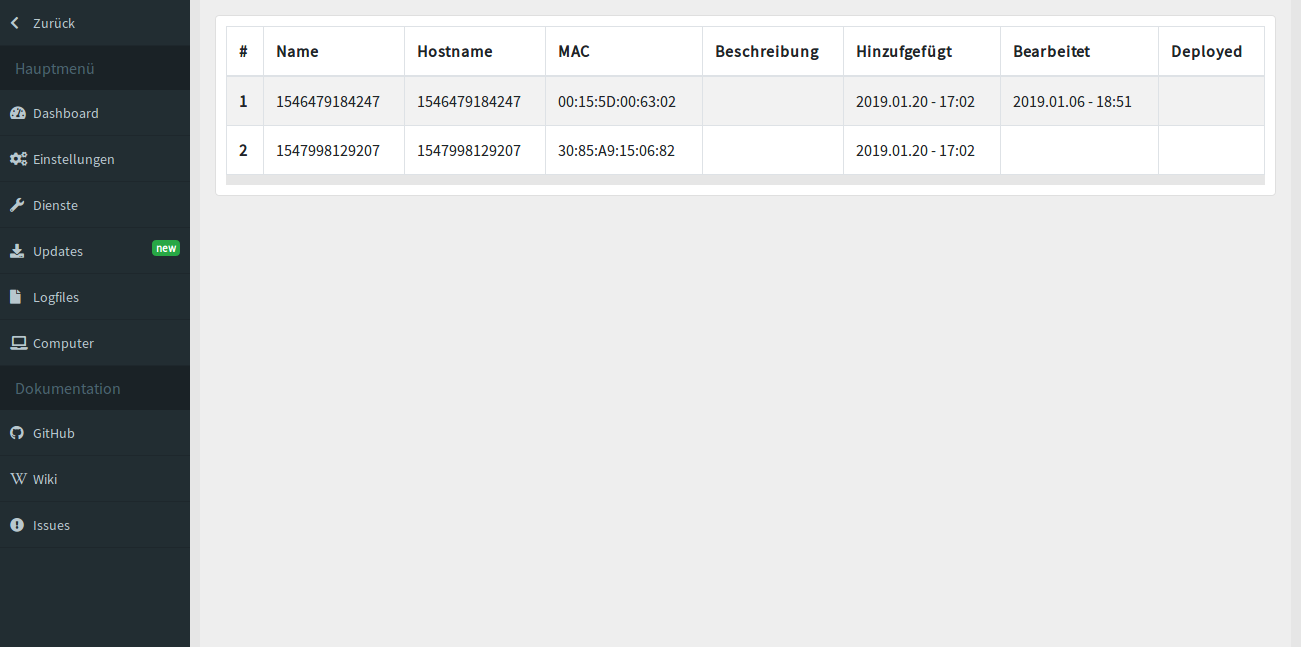 Zurück
Hauptmenü
Dashboard
Einstellungen
Dienste
Updates new
Logfiles
Computer
Dokumentation
GitHub
Wiki
Issues
# Name Hostname MAC Beschreibung Hinzufgefügt Bearbeitet Deployed
1 1546479184247 1546479184247 00:15:5D:00:63:02 2019.01.20 - 17:02 2019.01.06 - 18:51
2 1547998129207 1547998129207 30:85:A9:15:06:82 2019.01.20 - 17:02